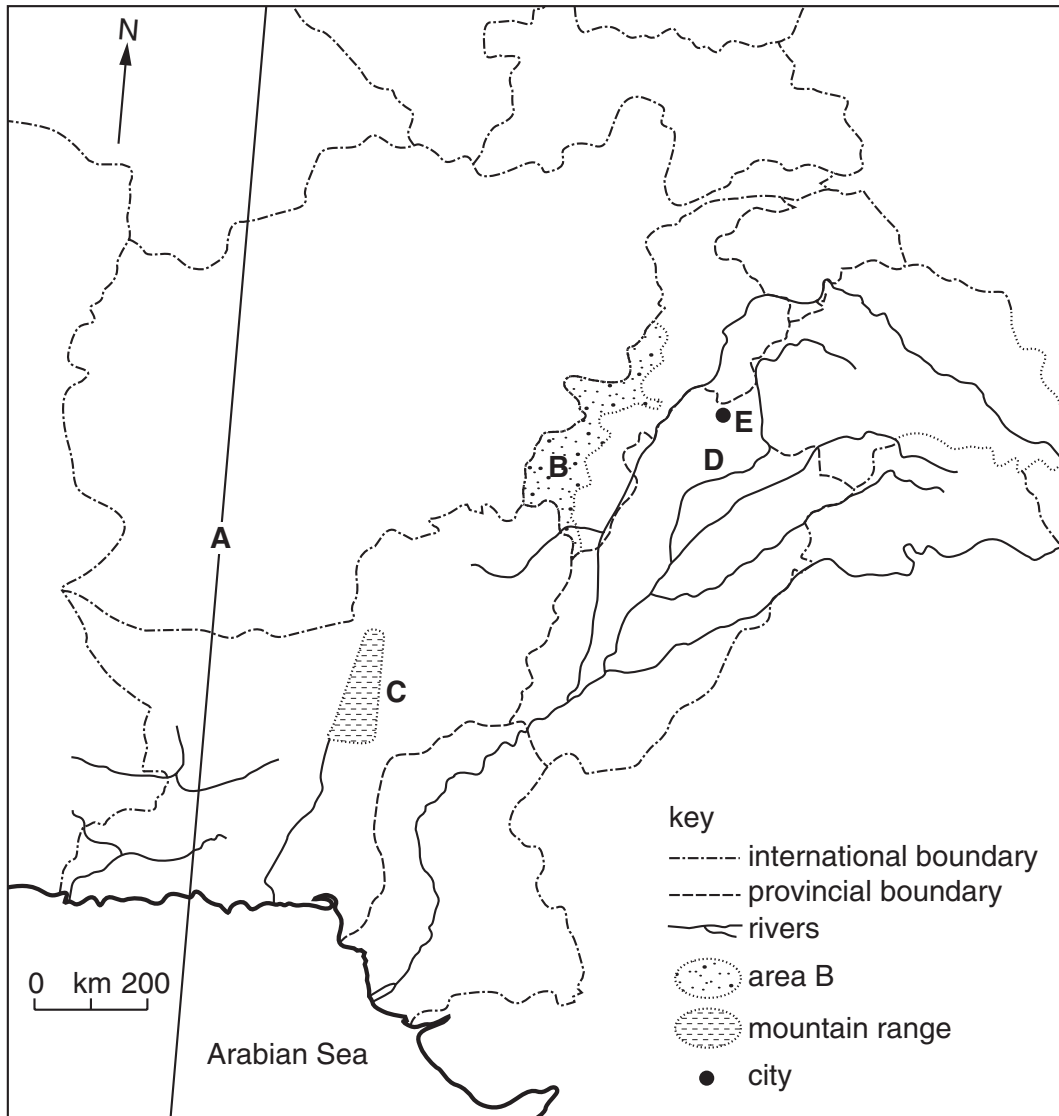 N
A
B
C
D
E
key
international boundary
provincial boundary
rivers
area B
mountain range
city
0 km 200
Arabian Sea